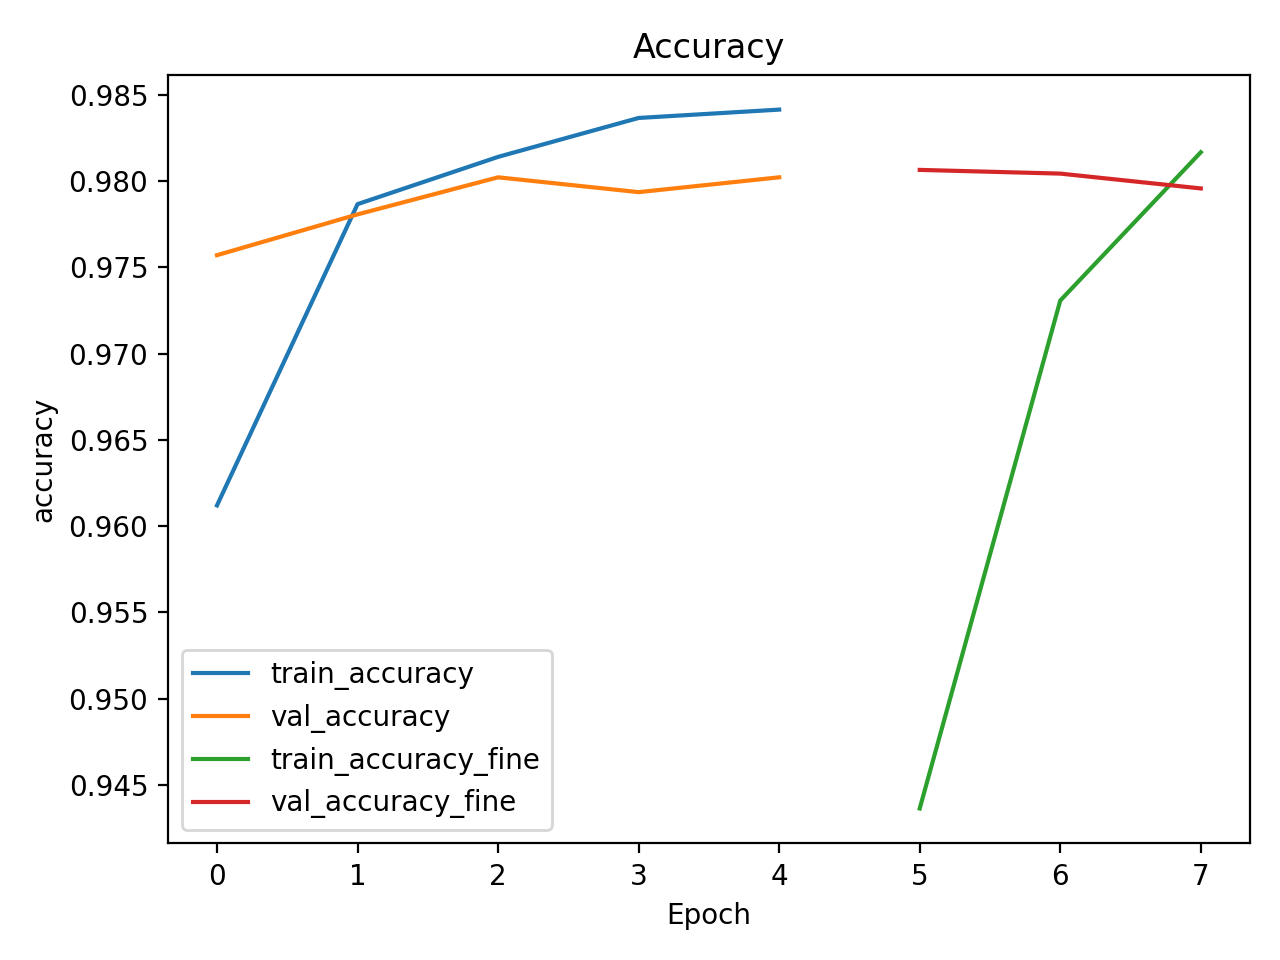 Accuracy
0.985
0.980
0.975
0.970
0.965
0.960
0.955
0.950
0.945
accuracy
train_accuracy
val_accuracy
train_accuracy_fine
val_accuracy_fine
0 1 2 3 4 5 6 7
Epoch